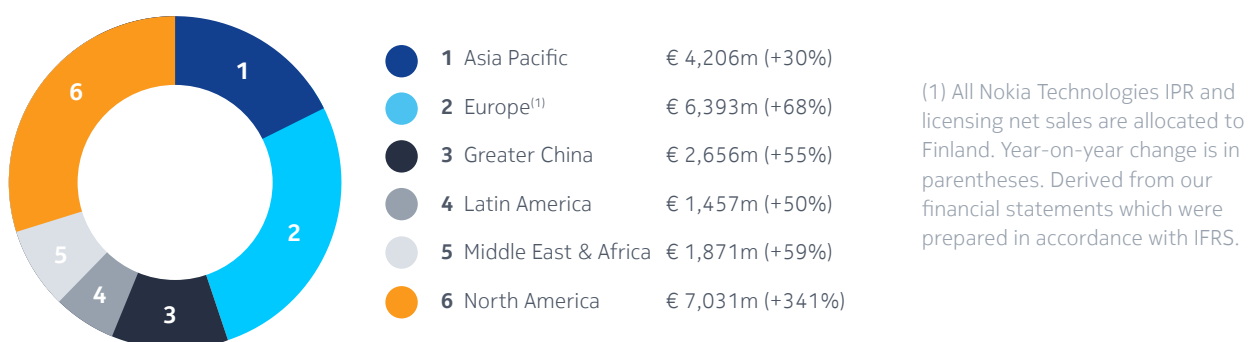 1
2
3
4
5
6
1 Asia Pacific € 4,206m (+30%)
2 Europe(1) € 6,393m (+68%)
3 Greater China € 2,656m (+55%)
4 Latin America € 1,457m (+50%)
5 Middle East & Africa € 1,871m (+59%)
6 North America € 7,031m (+341%)
(1) All Nokia Technologies IPR and
licensing net sales are allocated to
Finland. Year-on-year change is in
parentheses. Derived from our
financial statements which were
prepared in accordance with IFRS.